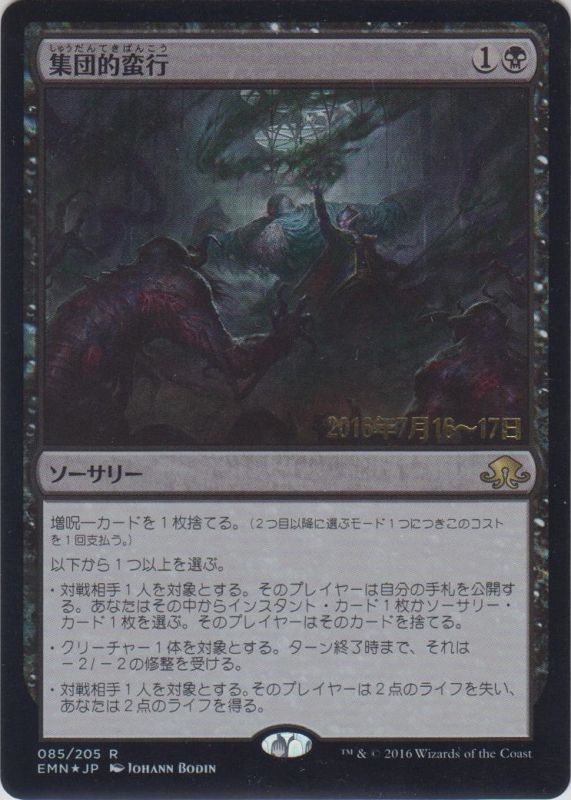 しゅうだんてきばんこう
集団的蛮行
1
2016年7月16～17日
ソーサリー
増呪―カードを１枚捨てる。（２つ目以降に選ぶモード１つにつきこのコスト
を１回支払う。）
以下から１つ以上を選ぶ。
・対戦相手１人を対象とする。そのプレイヤーは自分の手札を公開す
る。あなたはその中からインスタント・カード１枚かソーサリー・
カード１枚を選ぶ。そのプレイヤーはそのカードを捨てる。
・クリーチャー１体を対象とする。ターン終了時まで、それは
－２/－２の修整を受ける。
・対戦相手１人を対象とする。そのプレイヤーは２点のライフを失い、
あなたは２点のライフを得る。
085/205 R
EMN★JP Johann Bodin
™ & © 2016 Wizards of the Coast